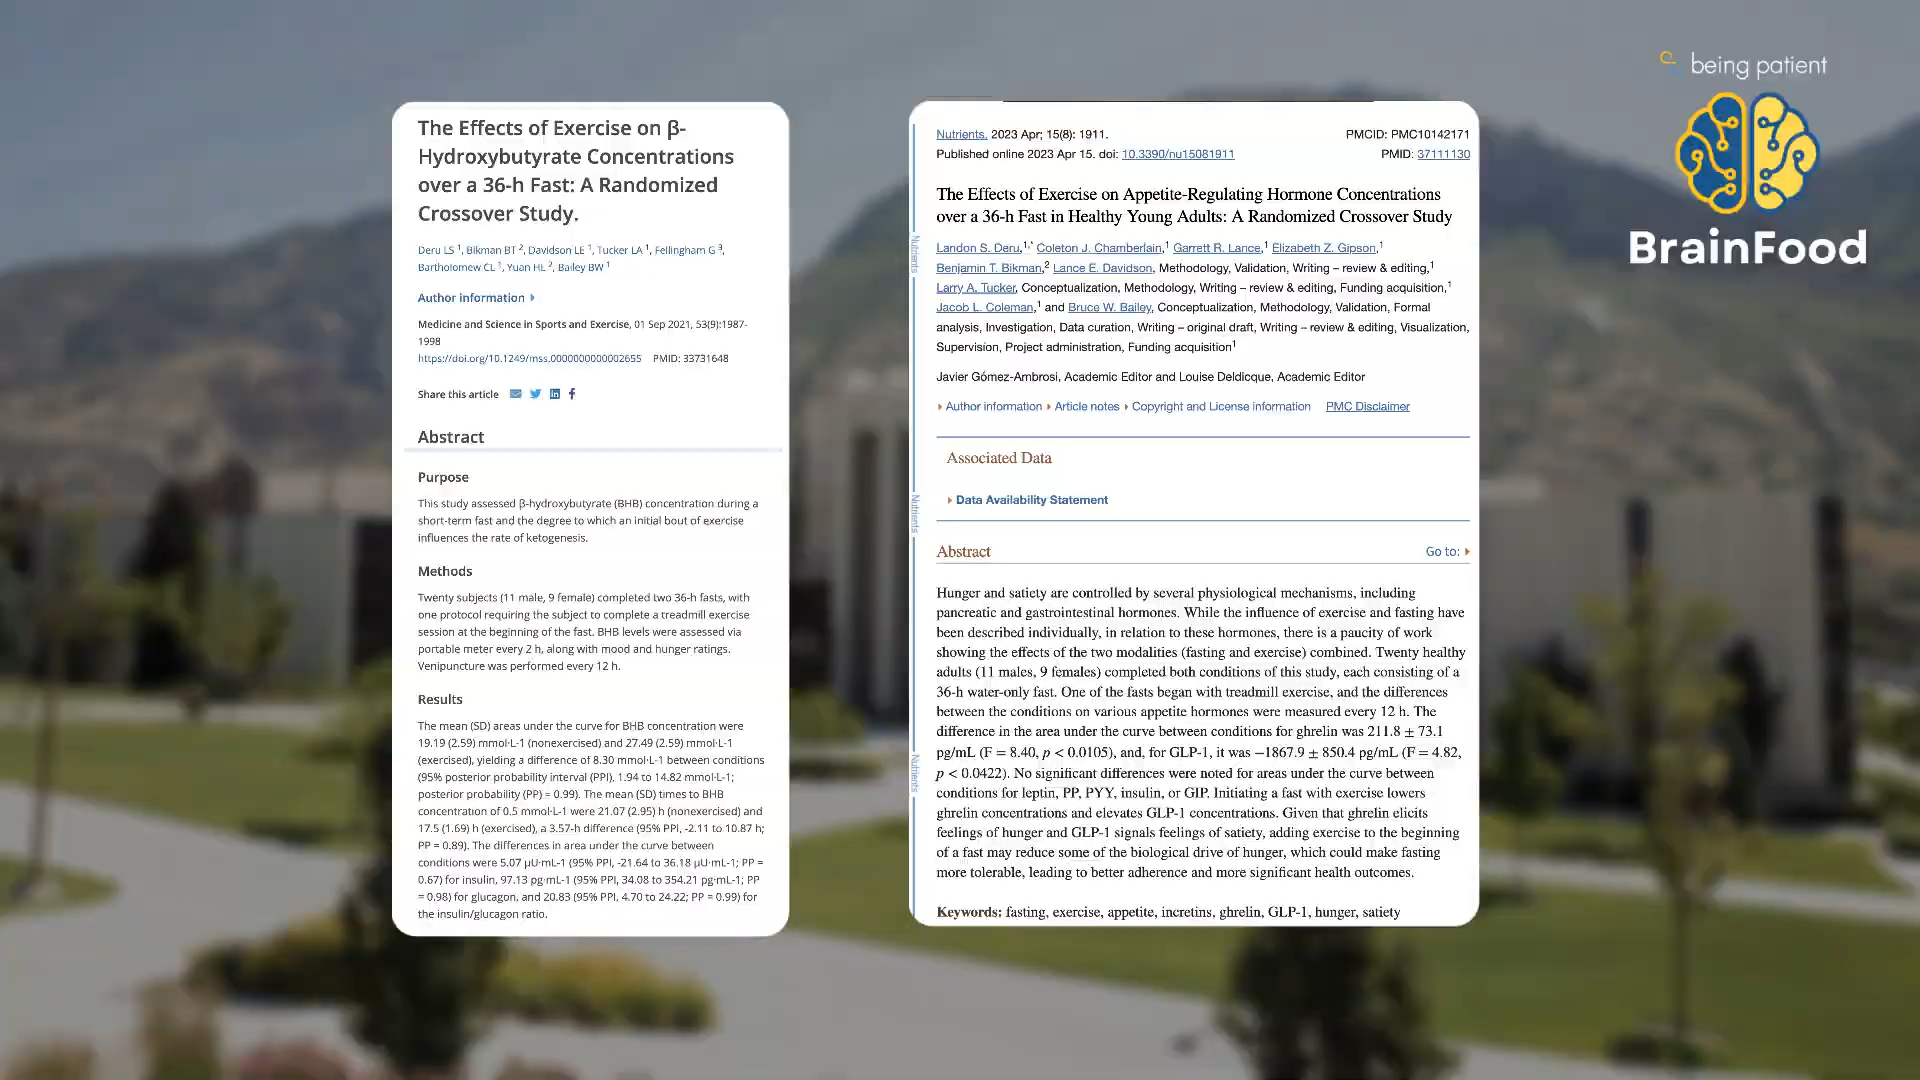 being patient
BrainFood
The Effects of Exercise on β-
Hydroxybutyrate Concentrations
over a 36-h Fast: A Randomized
Crossover Study.
Deru LS 1, Bikman BT 2, Davidson LE 1, Tucker LA 1, Fellingham G 3,
Bartholomew CL 1, Yuan HL 2, Bailey BW 1
Author information
Medicine and Science in Sports and Exercise, 01 Sep 2021, 53(9):1987-
1998
https://doi.org/10.1249/mss.0000000000002655 PMID: 33731648
Share this article
Abstract
Purpose
This study assessed β-hydroxybutyrate (BHB) concentration during a
short-term fast and the degree to which an initial bout of exercise
influences the rate of ketogenesis.
Methods
Twenty subjects (11 male, 9 female) completed two 36-h fasts, with
one protocol requiring the subject to complete a treadmill exercise
session at the beginning of the fast. BHB levels were assessed via
portable meter every 2 h, along with mood and hunger ratings.
Venipuncture was performed every 12 h.
Results
The mean (SD) areas under the curve for BHB concentration were
19.19 (2.59) mmol·L-1 (nonexercised) and 27.49 (2.59) mmol·L-1
(exercised), yielding a difference of 8.30 mmol·L-1 between conditions
(95% posterior probability interval (PPI), 1.94 to 14.82 mmol·L-1;
posterior probability (PP) = 0.99). The mean (SD) times to BHB
concentration of 0.5 mmol·L-1 were 21.07 (2.95) h (nonexercised) and
17.5 (1.69) h (exercised), a 3.57-h difference (95% PPI, -2.11 to 10.87 h;
PP = 0.89). The differences in area under the curve between
conditions were 5.07 μU·mL-1 (95% PPI, -21.64 to 36.18 μU·mL-1; PP =
0.67) for insulin, 97.13 pg·mL-1 (95% PPI, 34.08 to 354.21 pg·mL-1; PP
= 0.98) for glucagon, and 20.83 (95% PPI, 4.70 to 24.22; PP = 0.99) for
the insulin/glucagon ratio.
Nutrients
Nutrients
Nutrients
Nutrients. 2023 Apr; 15(8): 1911. PMCID: PMC10142171
Published online 2023 Apr 15. doi: 10.3390/nu15081911 PMID: 37111130
The Effects of Exercise on Appetite-Regulating Hormone Concentrations
over a 36-h Fast in Healthy Young Adults: A Randomized Crossover Study
Landon S. Deru,1,* Coleton J. Chamberlain,1 Garrett R. Lance,1 Elizabeth Z. Gipson,1
Benjamin T. Bikman,2 Lance E. Davidson, Methodology, Validation, Writing – review & editing,1
Larry A. Tucker, Conceptualization, Methodology, Writing – review & editing, Funding acquisition,1
Jacob L. Coleman,1 and Bruce W. Bailey, Conceptualization, Methodology, Validation, Formal
analysis, Investigation, Data curation, Writing – original draft, Writing – review & editing, Visualization,
Supervision, Project administration, Funding acquisition1
Javier Gómez-Ambrosi, Academic Editor and Louise Deldicque, Academic Editor
Author information Article notes Copyright and License information PMC Disclaimer
Associated Data
Data Availability Statement
Abstract Go to:
Hunger and satiety are controlled by several physiological mechanisms, including
pancreatic and gastrointestinal hormones. While the influence of exercise and fasting have
been described individually, in relation to these hormones, there is a paucity of work
showing the effects of the two modalities (fasting and exercise) combined. Twenty healthy
adults (11 males, 9 females) completed both conditions of this study, each consisting of a
36-h water-only fast. One of the fasts began with treadmill exercise, and the differences
between the conditions on various appetite hormones were measured every 12 h. The
difference in the area under the curve between conditions for ghrelin was 211.8 ± 73.1
pg/mL (F = 8.40, p < 0.0105), and, for GLP-1, it was −1867.9 ± 850.4 pg/mL (F = 4.82,
p < 0.0422). No significant differences were noted for areas under the curve between
conditions for leptin, PP, PYY, insulin, or GIP. Initiating a fast with exercise lowers
ghrelin concentrations and elevates GLP-1 concentrations. Given that ghrelin elicits
feelings of hunger and GLP-1 signals feelings of satiety, adding exercise to the beginning
of a fast may reduce some of the biological drive of hunger, which could make fasting
more tolerable, leading to better adherence and more significant health outcomes.
Keywords: fasting, exercise, appetite, incretins, ghrelin, GLP-1, hunger, satiety